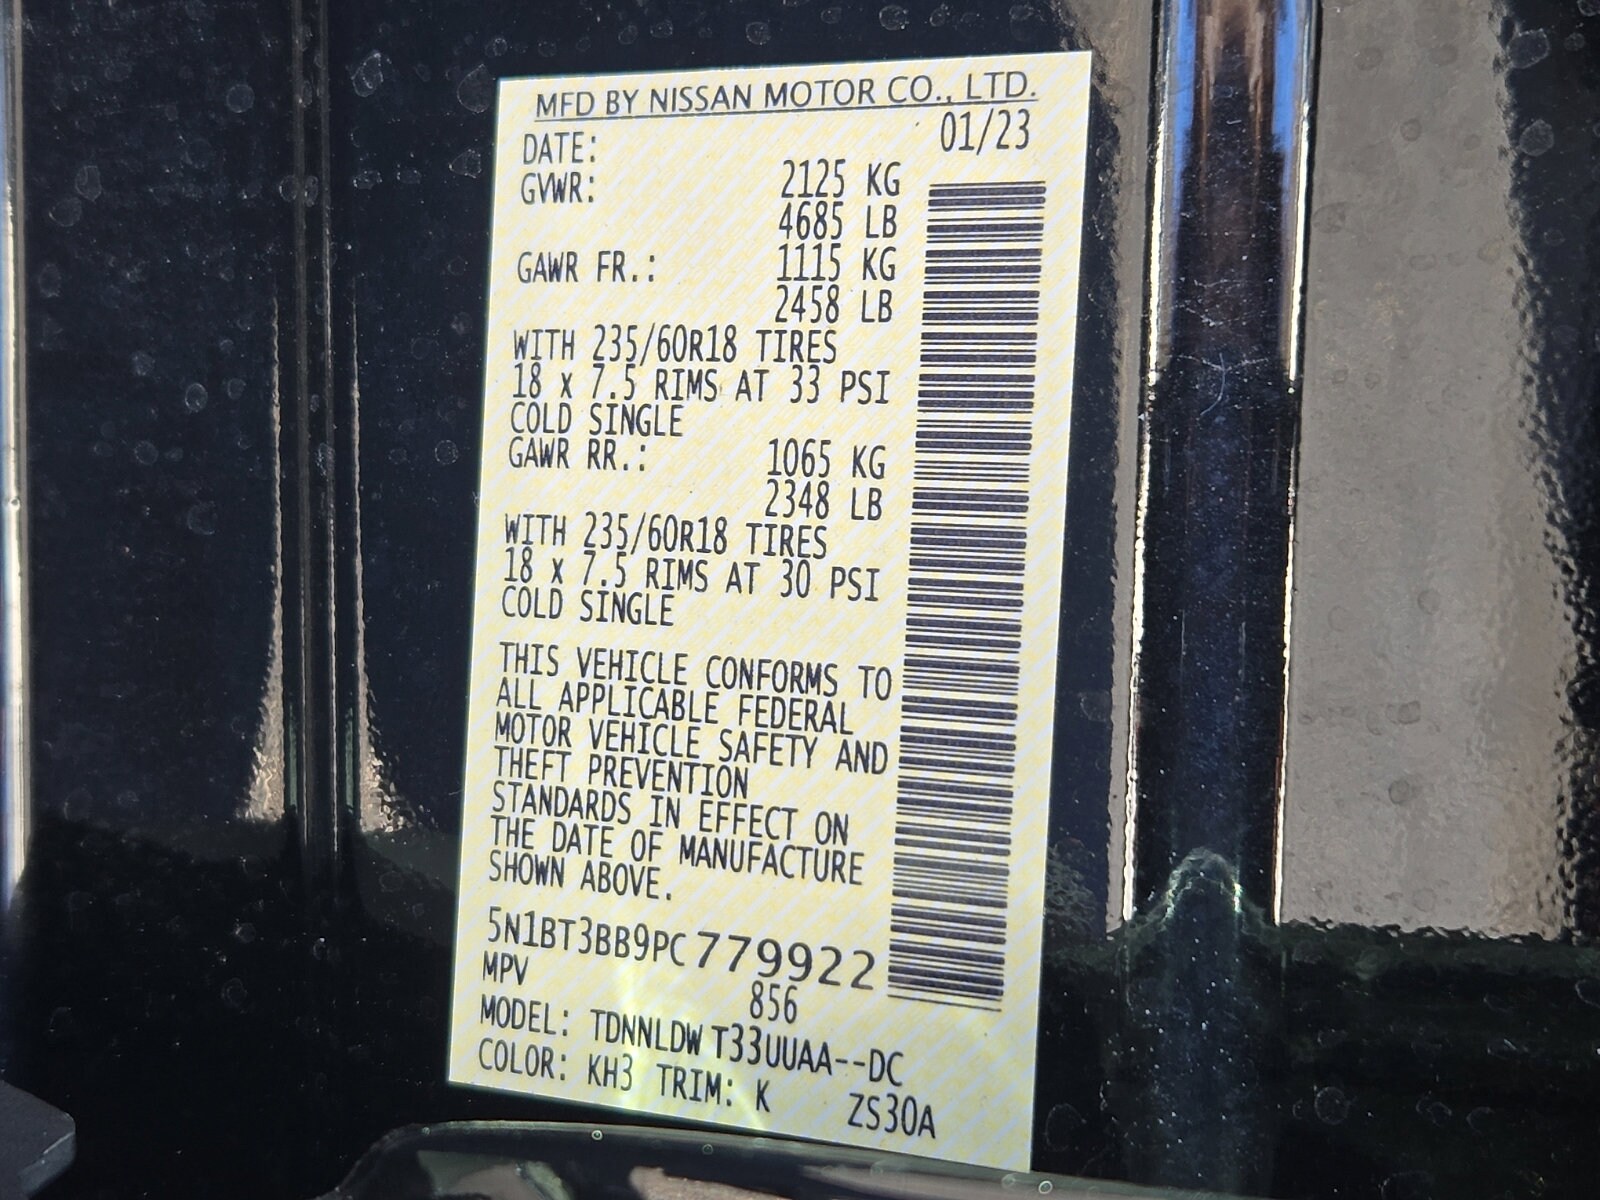 MFD BY NISSAN MOTOR CO., LTD.
DATE: 01/23
GVWR: 2125 KG
4685 LB
GAWR FR.: 1115 KG
2458 LB
WITH 235/60R18 TIRES
18 x 7.5 RIMS AT 33 PSI
COLD SINGLE
GAWR RR.: 1065 KG
2348 LB
WITH 235/60R18 TIRES
18 x 7.5 RIMS AT 30 PSI
COLD SINGLE
THIS VEHICLE CONFORMS TO
ALL APPLICABLE FEDERAL
MOTOR VEHICLE SAFETY AND
THEFT PREVENTION
STANDARDS IN EFFECT ON
THE DATE OF MANUFACTURE
SHOWN ABOVE.
5N1BT3BB9PC779922
MPV 856
MODEL: TDNNLDW T33UUAA--DC
COLOR: KH3 TRIM: K ZS30A